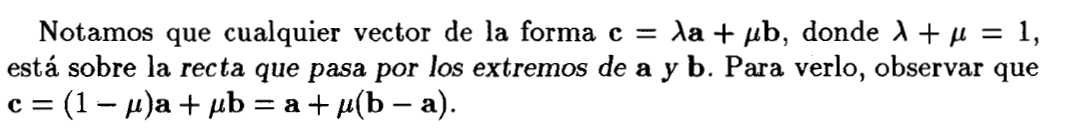 Notamos que cualquier vector de la forma c = λa + μb, donde λ + μ = 1,
está sobre la recta que pasa por los extremos de a y b. Para verlo, observar que
c = (1 − μ)a + μb = a + μ(b − a).